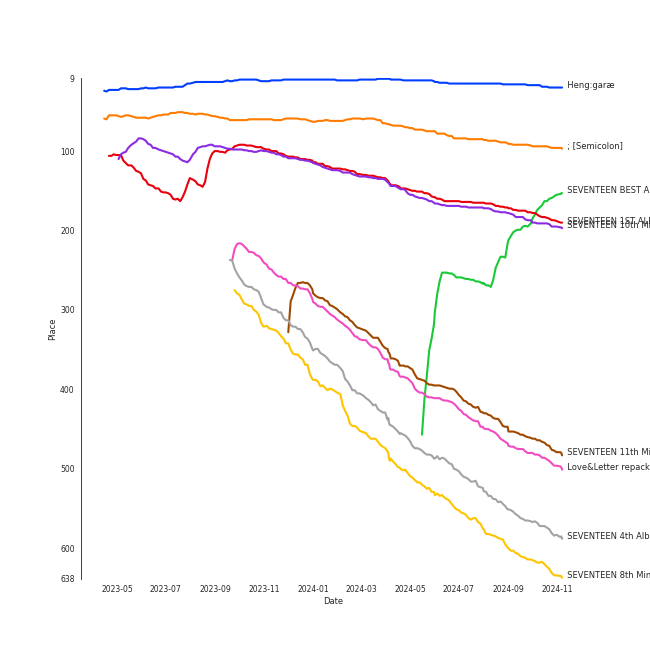 9
Heng:garæ
; [Semicolon]
100
SEVENTEEN BEST A
200
SEVENTEEN 1ST AL
SEVENTEEN 10th Mi
300
Place
400
SEVENTEEN 11th Mi
Love&Letter repack
500
SEVENTEEN 4th Alb
600
SEVENTEEN 8th Min
638
2023-05 2023-07 2023-09 2023-11 2024-01 2024-03 2024-05 2024-07 2024-09 2024-11
Date